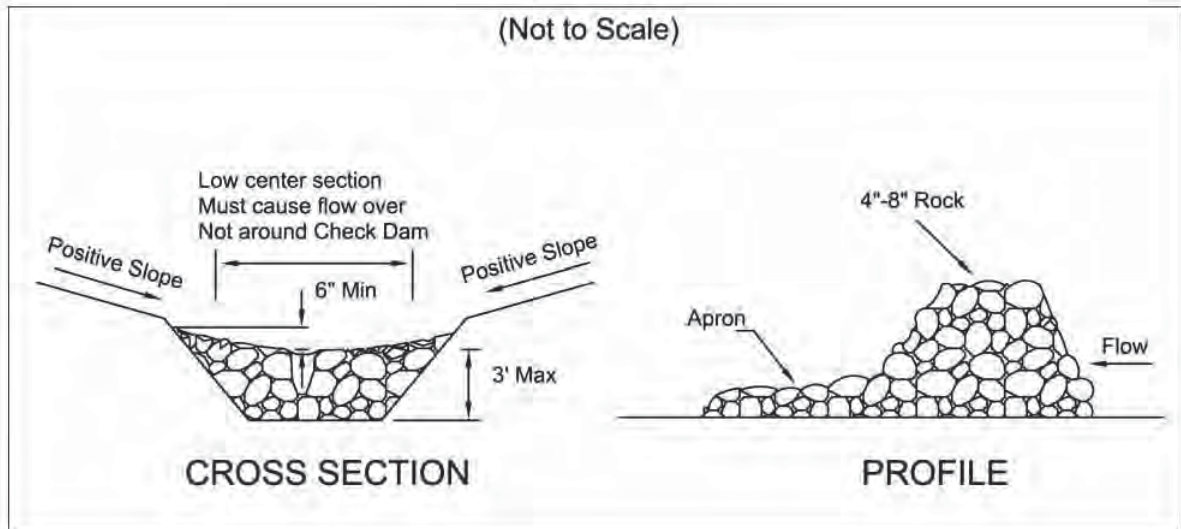 (Not to Scale)
Low center section
Must cause flow over
Not around Check Dam
Positive Slope
Positive Slope
6" Min
3' Max
CROSS SECTION
4"-8" Rock
Apron
Flow
PROFILE